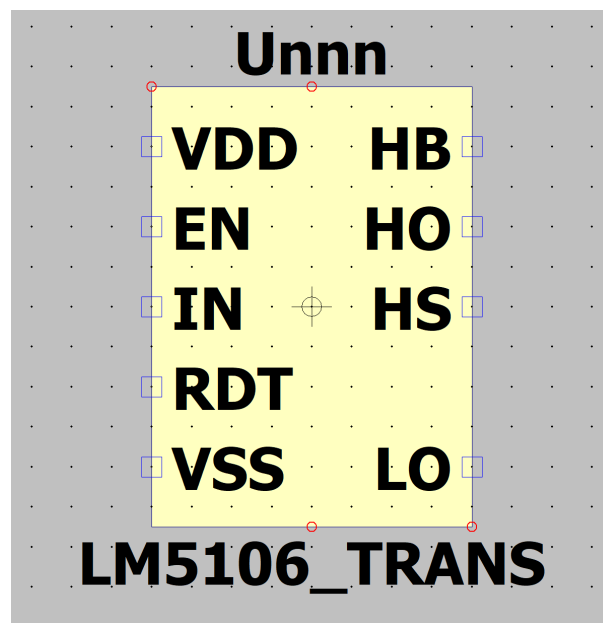 Unnn
VDD HB
EN HO
IN HS
RDT
VSS LO
LM5106_TRANS